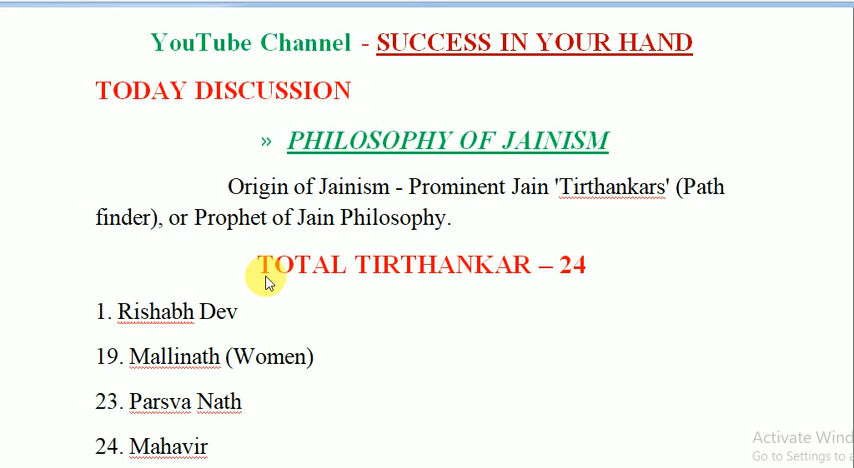 YouTube Channel - SUCCESS IN YOUR HAND
TODAY DISCUSSION
» PHILOSOPHY OF JAINISM
Origin of Jainism - Prominent Jain 'Tirthankars' (Path
finder), or Prophet of Jain Philosophy.
TOTAL TIRTHANKAR – 24
1. Rishabh Dev
19. Mallinath (Women)
23. Parsva Nath
24. Mahavir
Activate Wind
Go to Settings to a